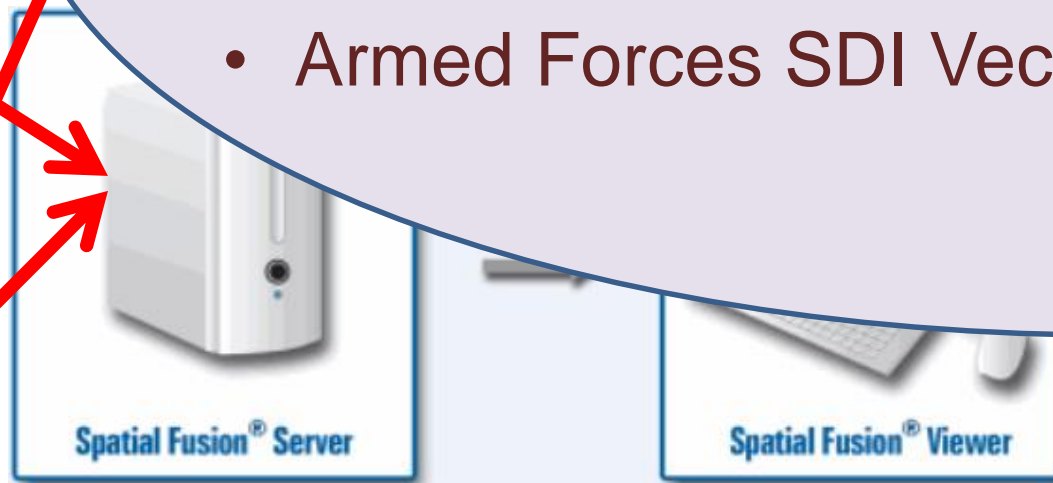 • Armed Forces SDI Vec
Spatial Fusion® Server
Spatial Fusion® Viewer